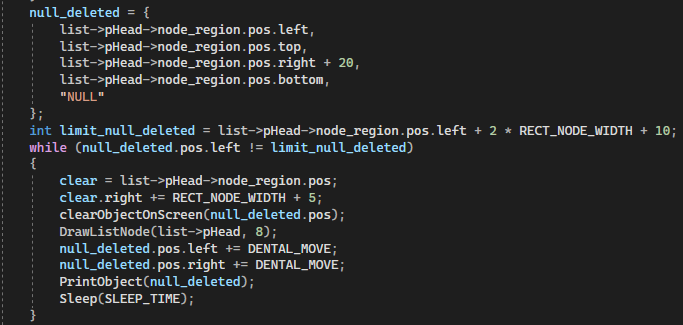 null_deleted = {
list->pHead->node_region.pos.left,
list->pHead->node_region.pos.top,
list->pHead->node_region.pos.right + 20,
list->pHead->node_region.pos.bottom,
"NULL"
};
int limit_null_deleted = list->pHead->node_region.pos.left + 2 * RECT_NODE_WIDTH + 10;
while (null_deleted.pos.left != limit_null_deleted)
{
clear = list->pHead->node_region.pos;
clear.right += RECT_NODE_WIDTH + 5;
clearObjectOnScreen(null_deleted.pos);
DrawListNode(list->pHead, 8);
null_deleted.pos.left += DENTAL_MOVE;
null_deleted.pos.right += DENTAL_MOVE;
PrintObject(null_deleted);
Sleep(SLEEP_TIME);
}